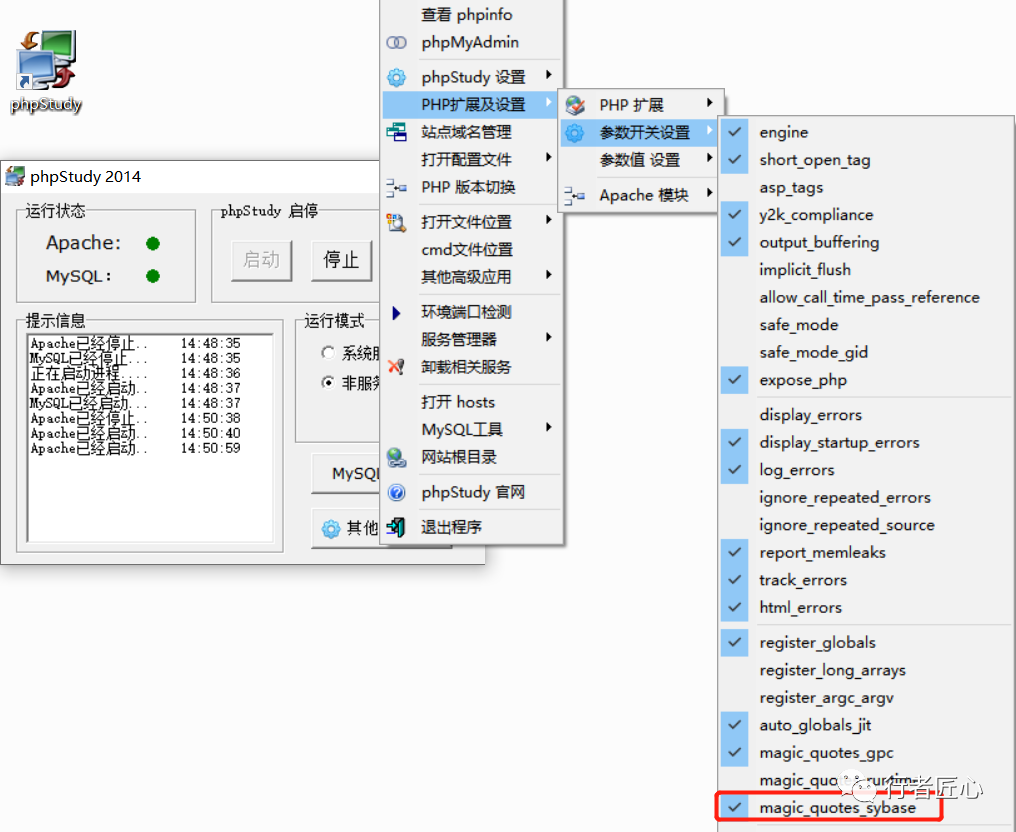 phpStudy
phpStudy 2014
运行状态
Apache:
MySQL:
phpStudy 启停
启动
停止
提示信息
Apache已经停止.. 14:48:35
MySQL已经停止... 14:48:35
正在启动进程.... 14:48:36
Apache已经启动.. 14:48:37
MySQL已经启动... 14:48:37
Apache已经停止.. 14:50:38
Apache已经启动.. 14:50:40
Apache已经启动.. 14:50:59
运行模式
系统服
非服务
MySQL
其他
查看 phpinfo
phpMyAdmin
phpStudy 设置
PHP扩展及设置
站点域名管理
打开配置文件
PHP 版本切换
打开文件位置
cmd文件位置
其他高级应用
环境端口检测
服务管理器
卸载相关服务
打开 hosts
MySQL工具
网站根目录
phpStudy 官网
退出程序
PHP 扩展
参数开关设置
参数值 设置
Apache 模块
engine
short_open_tag
asp_tags
y2k_compliance
output_buffering
implicit_flush
allow_call_time_pass_reference
safe_mode
safe_mode_gid
expose_php
display_errors
display_startup_errors
log_errors
ignore_repeated_errors
ignore_repeated_source
report_memleaks
track_errors
html_errors
register_globals
register_long_arrays
register_argc_argv
auto_globals_jit
magic_quotes_gpc
magic_quotes_runtime
行者匠心
magic_quotes_sybase